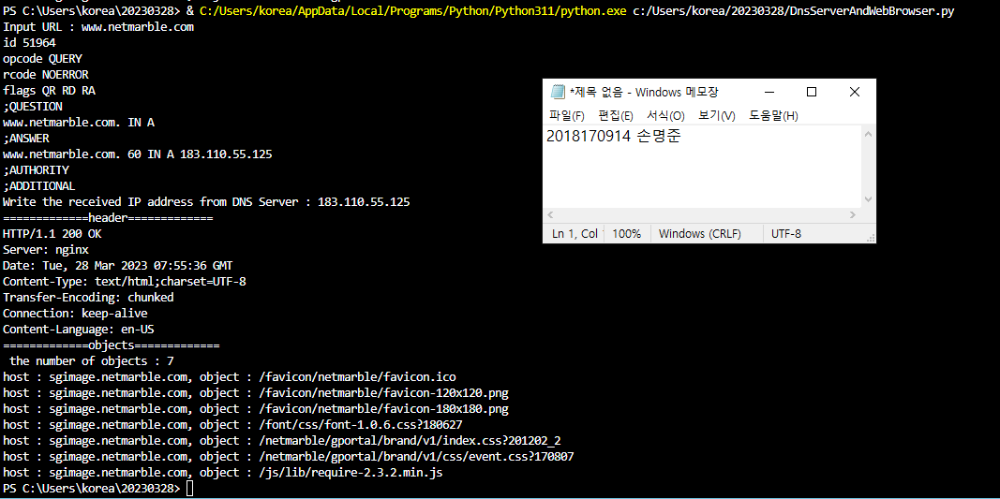 PS C:\Users\korea\20230328> & C:/Users/korea/AppData/Local/Programs/Python/Python311/python.exe c:/Users/korea/20230328/DnsServerAndWebBrowser.py
Input URL : www.netmarble.com
id 51964
opcode QUERY
rcode NOERROR
flags QR RD RA
;QUESTION
www.netmarble.com. IN A
;ANSWER
www.netmarble.com. 60 IN A 183.110.55.125
;AUTHORITY
;ADDITIONAL
Write the received IP address from DNS Server : 183.110.55.125
=============header=============
HTTP/1.1 200 OK
Server: nginx
Date: Tue, 28 Mar 2023 07:55:36 GMT
Content-Type: text/html;charset=UTF-8
Transfer-Encoding: chunked
Connection: keep-alive
Content-Language: en-US
=============objects=============
the number of objects : 7
host : sgimage.netmarble.com, object : /favicon/netmarble/favicon.ico
host : sgimage.netmarble.com, object : /favicon/netmarble/favicon-120x120.png
host : sgimage.netmarble.com, object : /favicon/netmarble/favicon-180x180.png
host : sgimage.netmarble.com, object : /font/css/font-1.0.6.css?180627
host : sgimage.netmarble.com, object : /netmarble/gportal/brand/v1/index.css?201202_2
host : sgimage.netmarble.com, object : /netmarble/gportal/brand/v1/css/event.css?170807
host : sgimage.netmarble.com, object : /js/lib/require-2.3.2.min.js
PS C:\Users\korea\20230328>
*제목 없음 - Windows 메모장
파일(F) 편집(E) 서식(O) 보기(V) 도움말(H)
2018170914 손명준
Ln 1, Col 100% Windows (CRLF) UTF-8